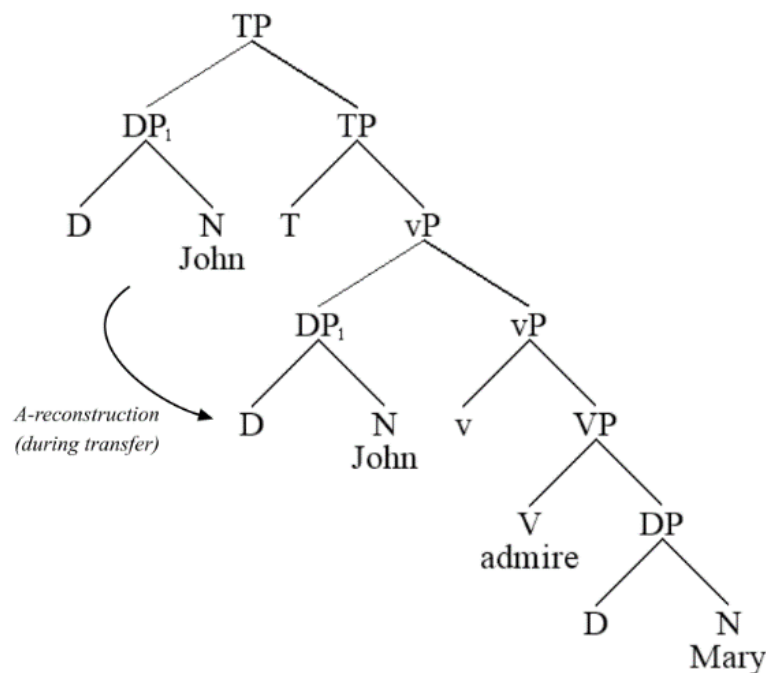 TP
DP₁ TP
D N T vP
John
DP₁ vP
A-reconstruction
(during transfer)
D N v VP
John
V DP
admire
D N
Mary